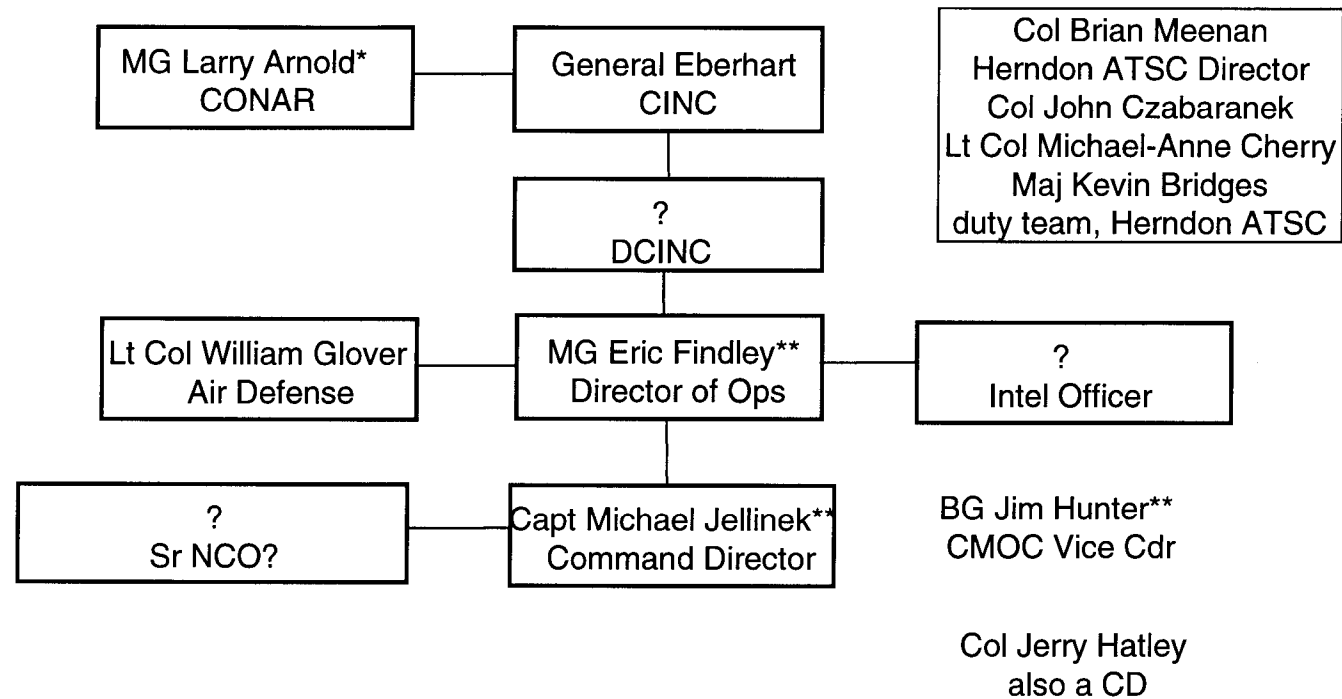 MG Larry Arnold*
CONAR
General Eberhart
CINC
Col Brian Meenan
Herndon ATSC Director
Col John Czabaranek
Lt Col Michael-Anne Cherry
Maj Kevin Bridges
duty team, Herndon ATSC
?
DCINC
Lt Col William Glover
Air Defense
MG Eric Findley**
Director of Ops
?
Intel Officer
?
Sr NCO?
Capt Michael Jellinek**
Command Director
BG Jim Hunter**
CMOC Vice Cdr
Col Jerry Hatley
also a CD